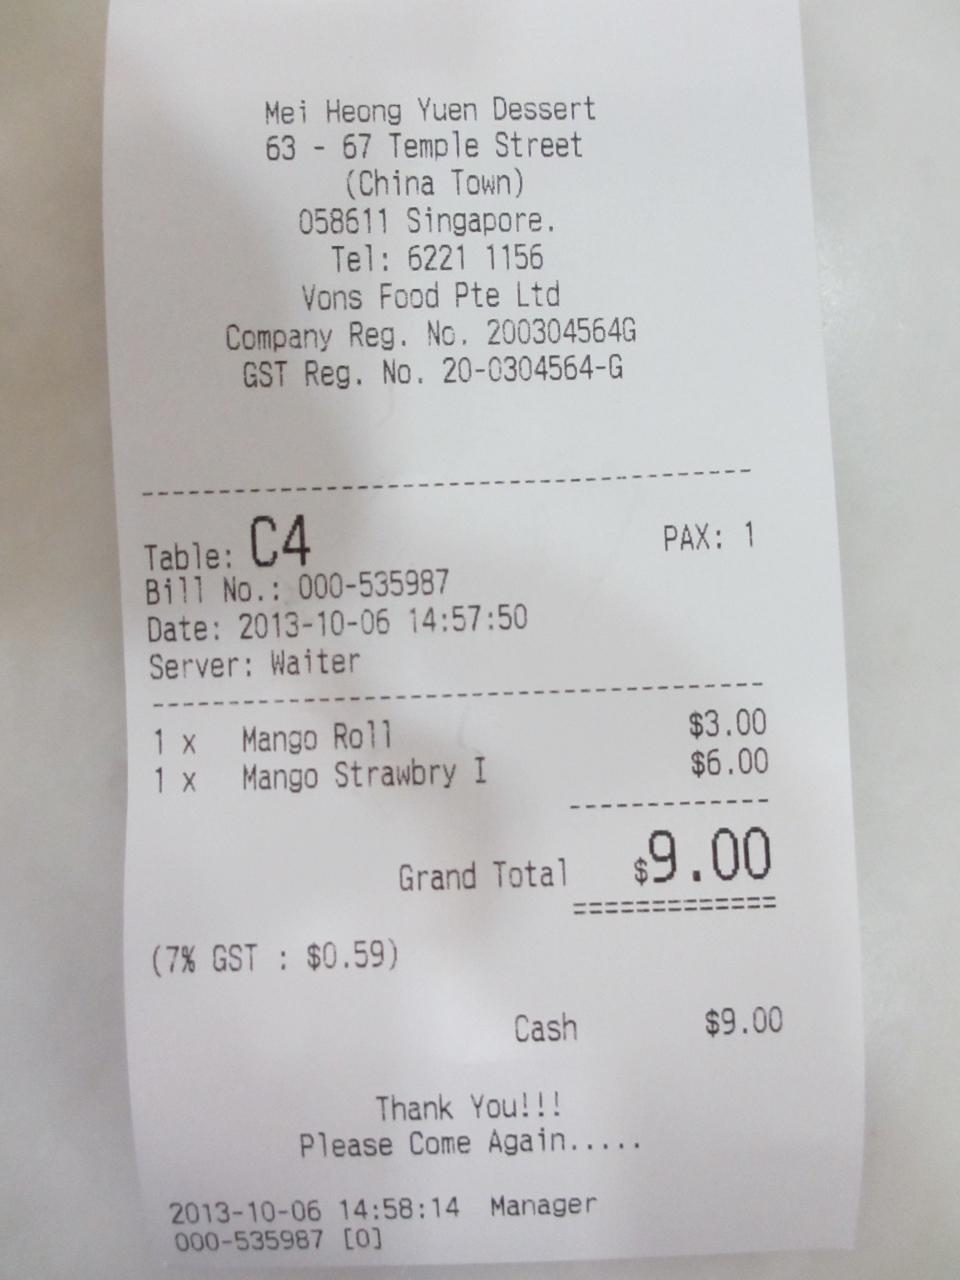 Mei Heong Yuen Dessert
63 - 67 Temple Street
(China Town)
058611 Singapore.
Tel: 6221 1156
Vons Food Pte Ltd
Company Reg. No. 200304564G
GST Reg. No. 20-0304564-G
Table: C4 PAX: 1
Bill No.: 000-535987
Date: 2013-10-06 14:57:50
Server: Waiter
1 x Mango Roll $3.00
1 x Mango Strawbry I $6.00
Grand Total $9.00
(7% GST : $0.59)
Cash $9.00
Thank You!!!
Please Come Again.....
2013-10-06 14:58:14 Manager
000-535987 [0]